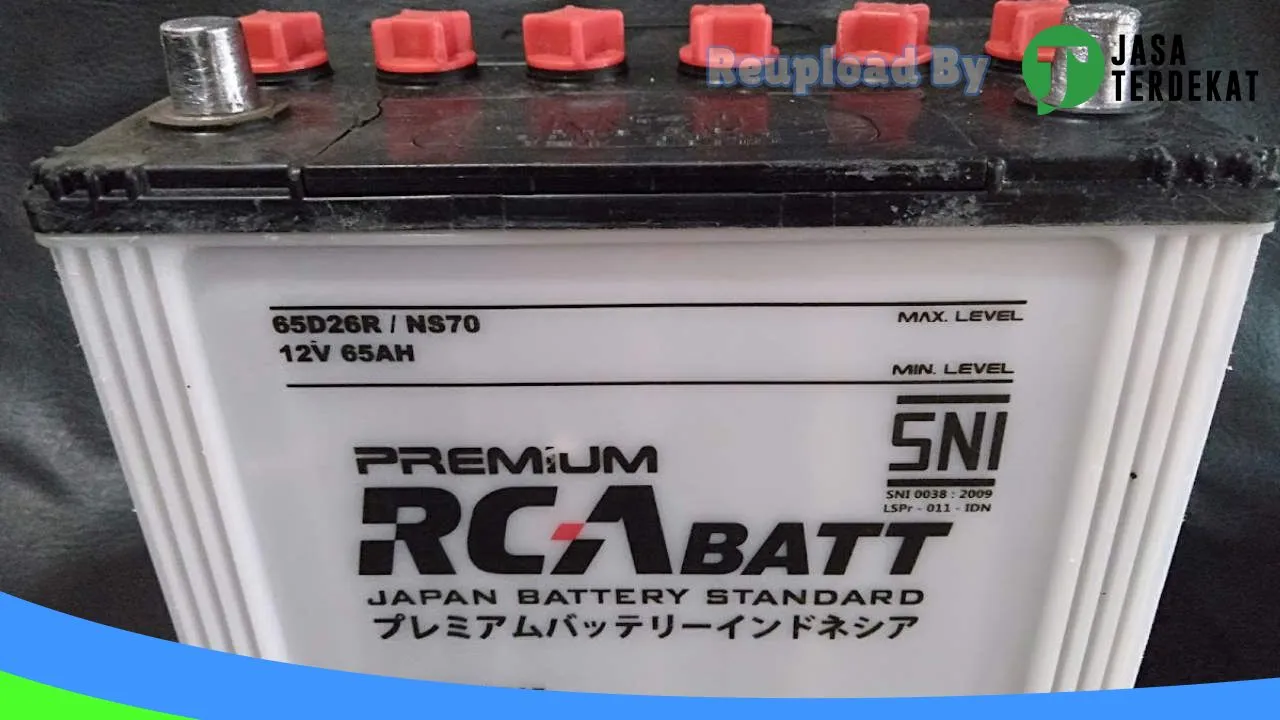 Reupload By
JASA
TERDEKAT
65D26R / NS70
12V 65AH
MAX. LEVEL
MIN. LEVEL
SNI
SNI 0038 : 2009
LSPr - 011 - IDN
PREMiUM
RCA BATT
JAPAN BATTERY STANDARD
プレミアムバッテリーインドネシア